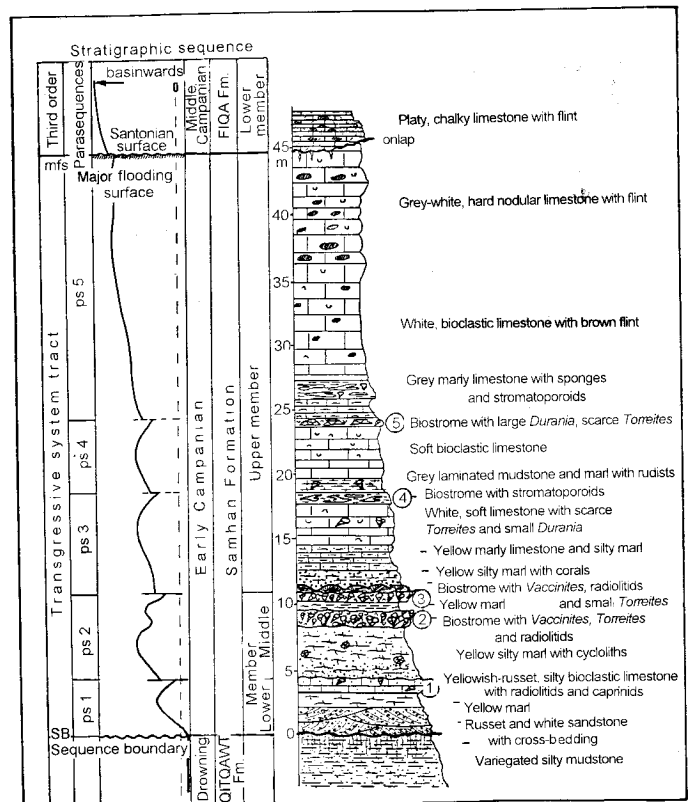 Stratigraphic sequence
Third order
Parasequences
basinwards
0
Middle Campanian
FIQA Fm.
Lower member
Santonian surface
mfs
Major flooding surface
Transgressive system tract
ps 5
ps 4
ps 3
ps 2
ps 1
SB
Sequence boundary
Early Campanian
Drowning
Samhan Formation
QITQAWT Fm.
Upper member
Middle
Member
Lower
45
m
40
35
30
25
20
15
10
5
0
Platy, chalky limestone with flint
onlap
Grey-white, hard nodular limestone with flint
White, bioclastic limestone with brown flint
Grey marly limestone with sponges
and stromatoporoids
5 Biostrome with large Durania, scarce Torreites
Soft bioclastic limestone
Grey laminated mudstone and marl with rudists
4 Biostrome with stromatoporoids
White, soft limestone with scarce
Torreites and small Durania
Yellow marly limestone and silty marl
Yellow silty marl with corals
3 Biostrome with Vaccinites, radiolitids
and small Torreites
Yellow marl
2 Biostrome with Vaccinites, Torreites
and radiolitids
Yellow silty marl with cycloliths
1 Yellowish-russet, silty bioclastic limestone
with radiolitids and caprinids
Yellow marl
Russet and white sandstone
with cross-bedding
Variegated silty mudstone